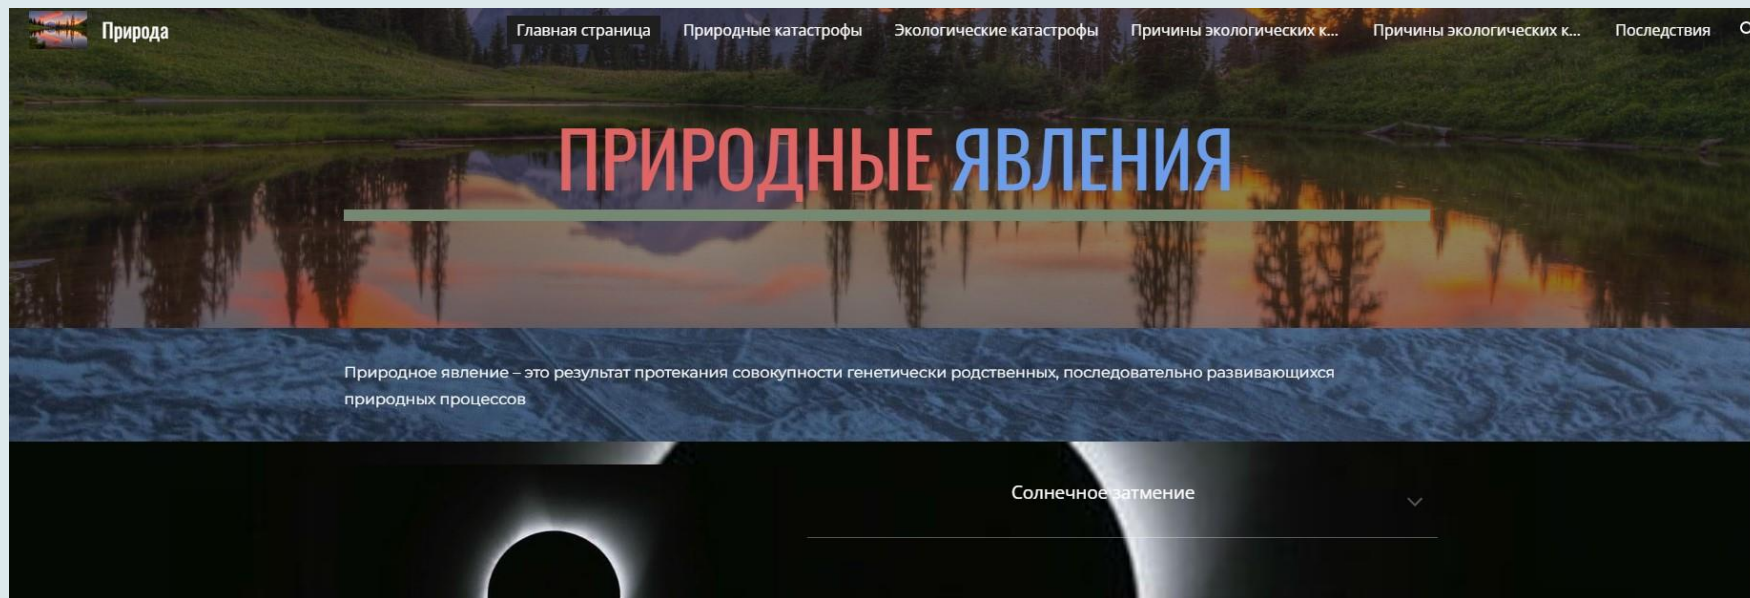 Природа
Главная страница
Природные катастрофы
Экологические катастрофы
Причины экологических к...
Причины экологических к...
Последствия
ПРИРОДНЫЕ ЯВЛЕНИЯ
Природное явление – это результат протекания совокупности генетически родственных, последовательно развивающихся
природных процессов
Солнечное затмение